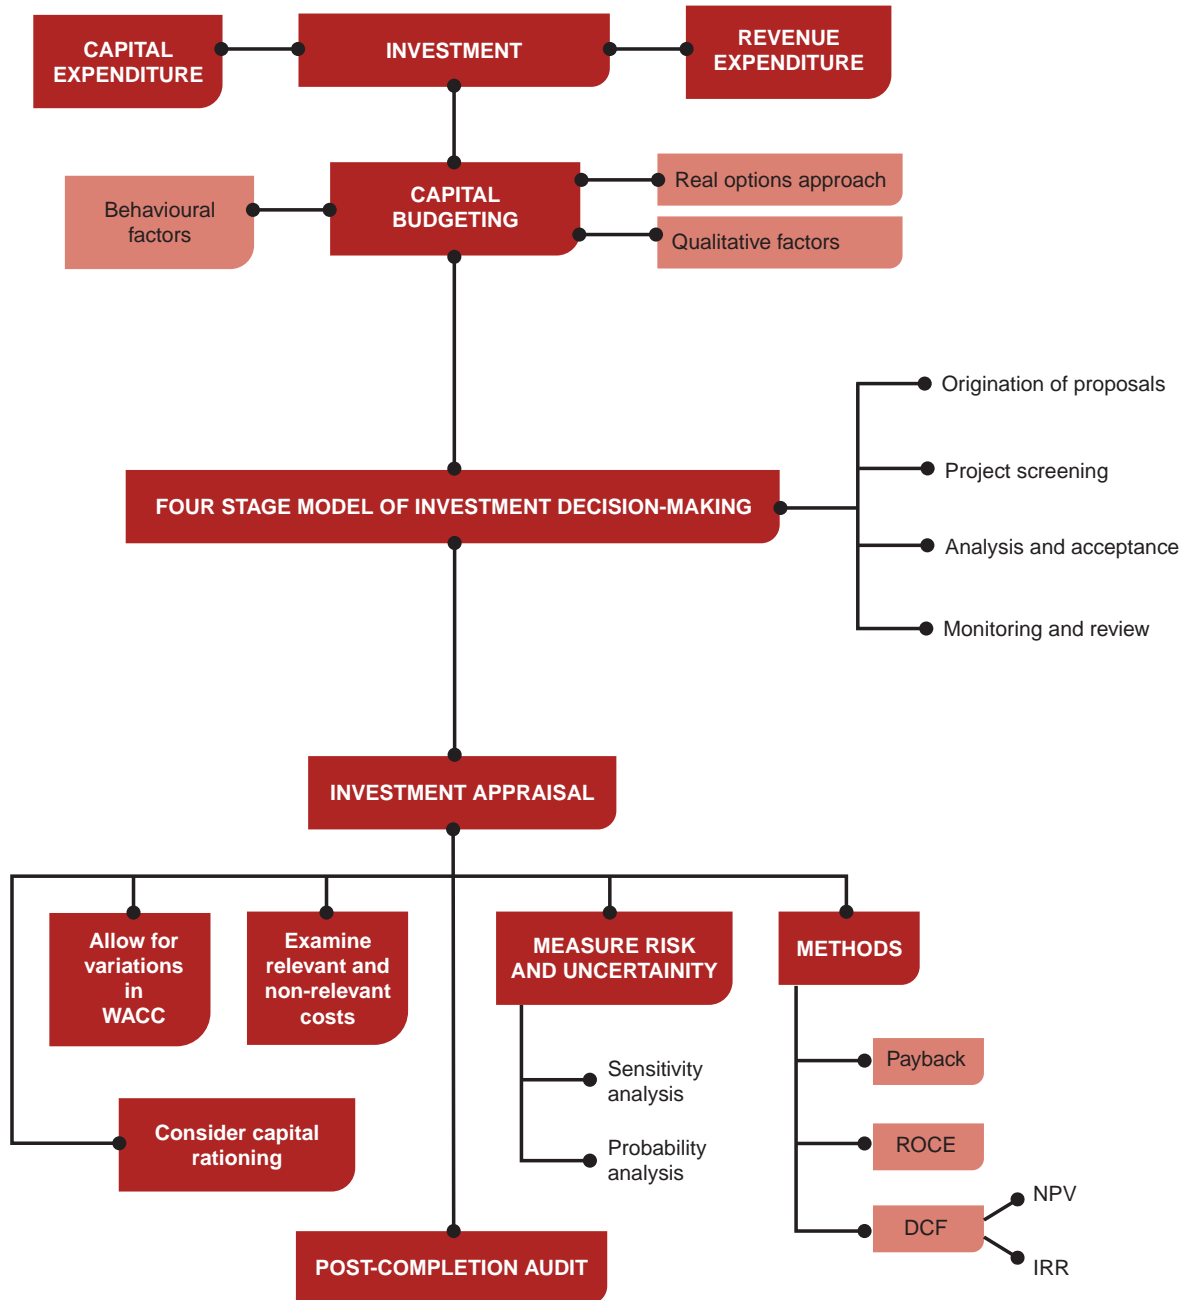 CAPITAL
EXPENDITURE
INVESTMENT
REVENUE
EXPENDITURE
Behavioural
factors
CAPITAL
BUDGETING
Real options approach
Qualitative factors
Origination of proposals
Project screening
FOUR STAGE MODEL OF INVESTMENT DECISION-MAKING
Analysis and acceptance
Monitoring and review
INVESTMENT APPRAISAL
Allow for
variations
in
WACC
Examine
relevant and
non-relevant
costs
MEASURE RISK
AND UNCERTAINITY
METHODS
Sensitivity
analysis
Probability
analysis
Payback
ROCE
DCF
NPV
IRR
Consider capital
rationing
POST-COMPLETION AUDIT